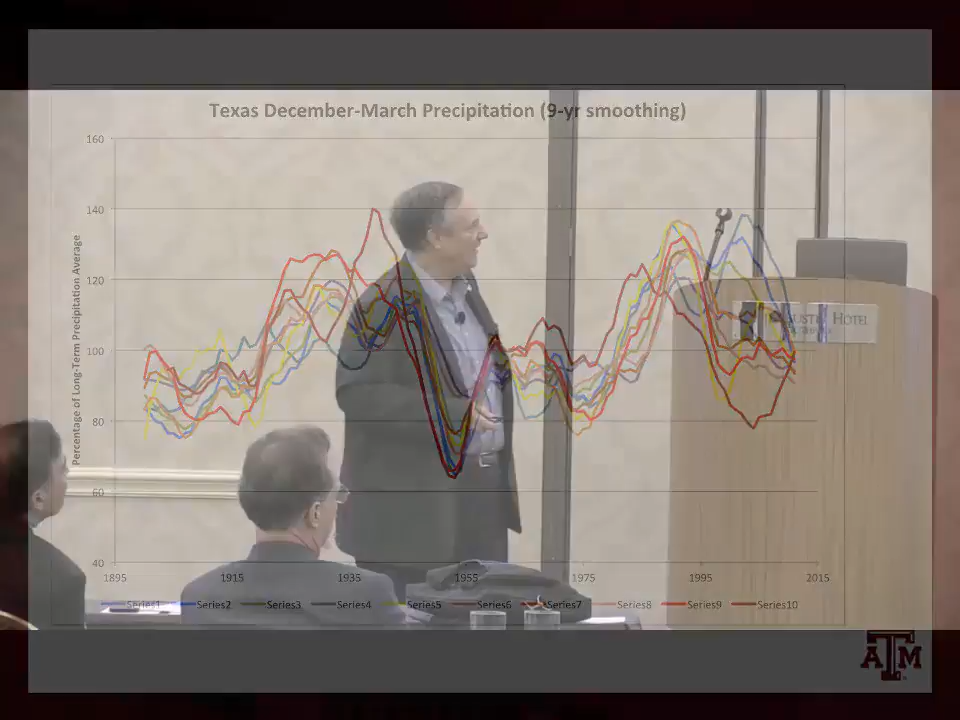 Texas December-March Precipitation (9-yr smoothing)
Percentage of Long-Term Precipitation Average
160
140
120
100
80
60
40
1895 1915 1935 1955 1975 1995 2015
Series1 Series2 Series3 Series4 Series5 Series6 Series7 Series8 Series9 Series10
HOTEL
ATM